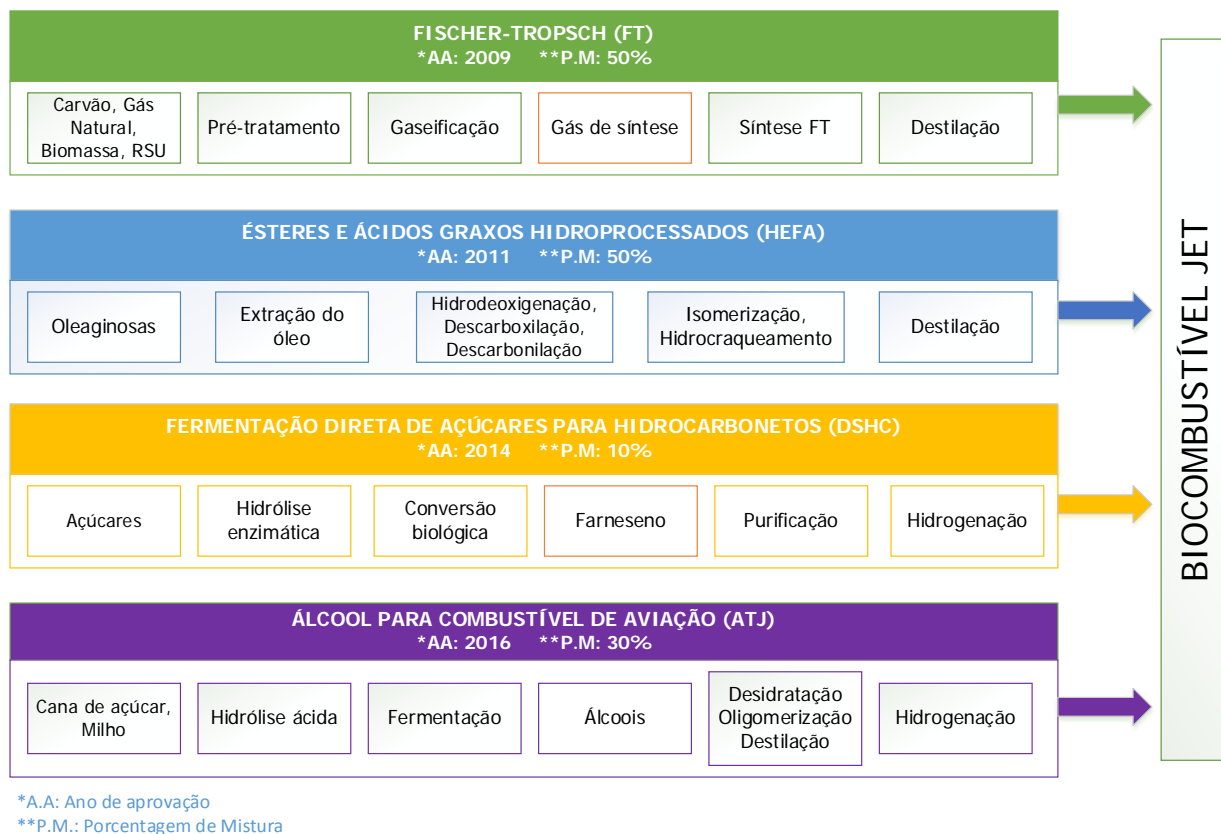 FISCHER-TROPSCH (FT)
*AA: 2009 **P.M: 50%
Carvão, Gás
Natural,
Biomassa, RSU
Pré-tratamento
Gaseificação
Gás de síntese
Síntese FT
Destilação
ÉSTERES E ÁCIDOS GRAXOS HIDROPROCESSADOS (HEFA)
*AA: 2011 **P.M: 50%
Oleaginosas
Extração do
óleo
Hidrodeoxigenação,
Descarboxilação,
Descarbonilação
Isomerização,
Hidrocraqueamento
Destilação
FERMENTAÇÃO DIRETA DE AÇÚCARES PARA HIDROCARBONETOS (DSHC)
*AA: 2014 **P.M: 10%
Açúcares
Hidrólise
enzimática
Conversão
biológica
Farneseno
Purificação
Hidrogenação
ÁLCOOL PARA COMBUSTÍVEL DE AVIAÇÃO (ATJ)
*AA: 2016 **P.M: 30%
Cana de açúcar,
Milho
Hidrólise ácida
Fermentação
Álcoois
Desidratação
Oligomerização
Destilação
Hidrogenação
BIOCOMBUSTÍVEL JET
*A.A: Ano de aprovação
**P.M.: Porcentagem de Mistura